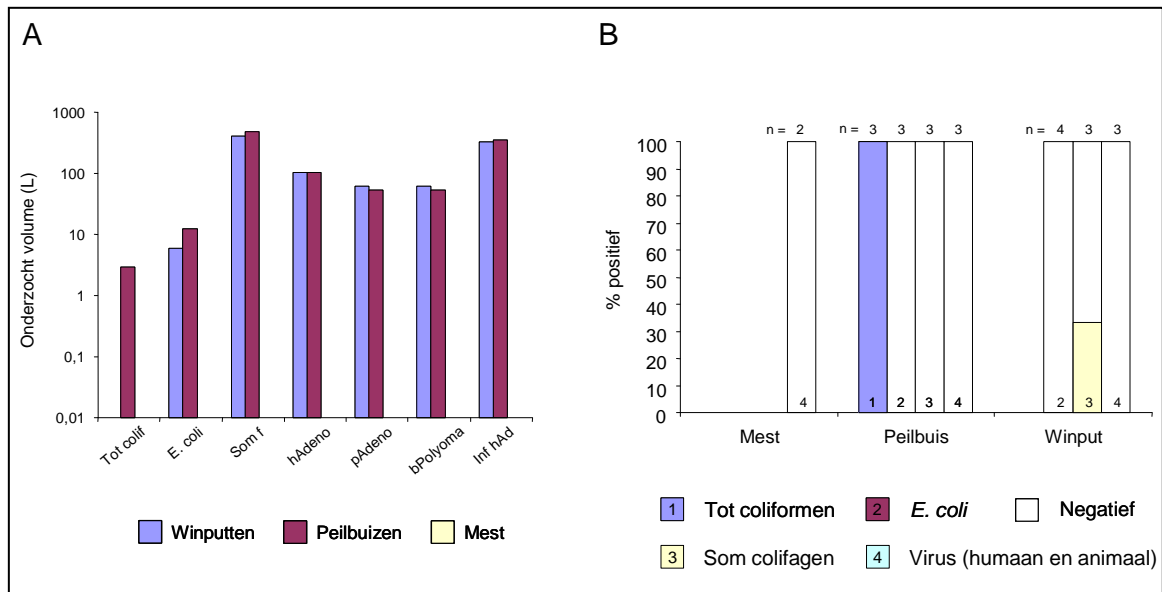 A
Onderzocht volume (L)
1000
100
10
1
0,1
0,01
Tot colif
E. coli
Som f
hAdeno
pAdeno
bPolyoma
Inf hAd
Winputten
Peilbuizen
Mest
B
% positief
n = 2
n = 3 3 3 3
n = 4 3 3
100
90
80
70
60
50
40
30
20
10
0
4
1 2 3 4
2 3 4
Mest
Peilbuis
Winput
1 Tot coliformen
2 E. coli
Negatief
3 Som colifagen
4 Virus (humaan en animaal)